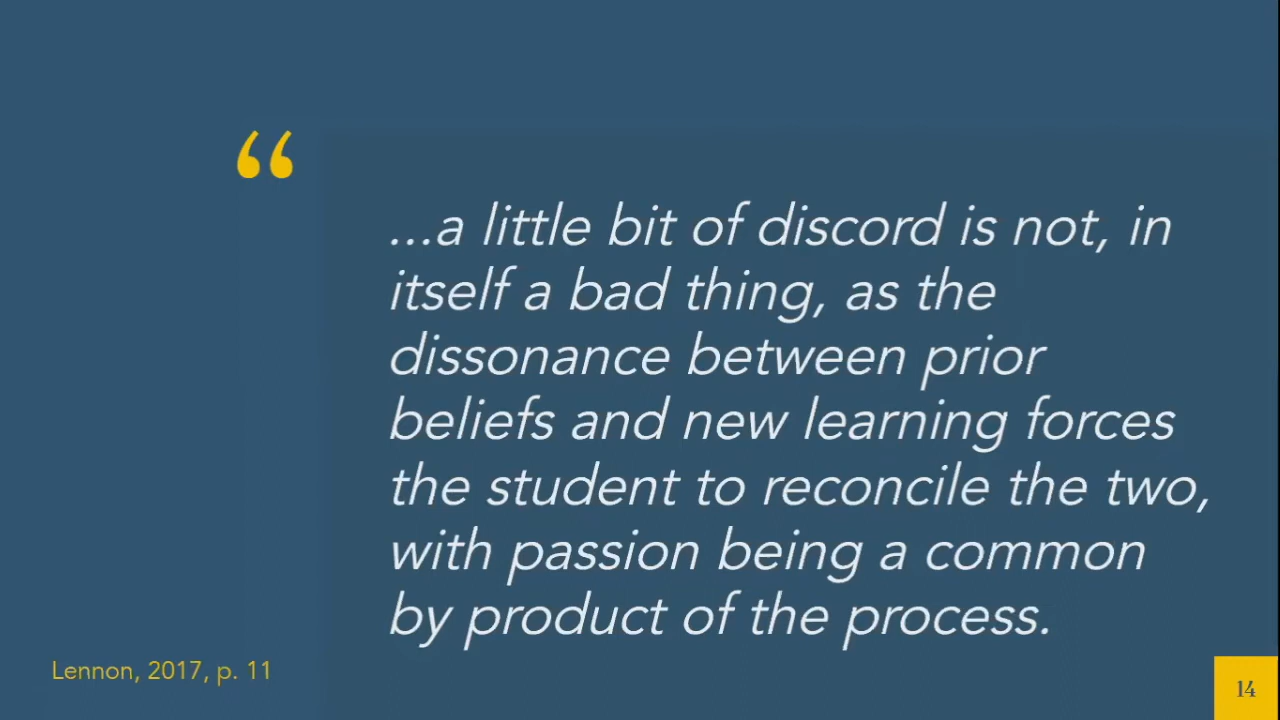 “
...a little bit of discord is not, in
itself a bad thing, as the
dissonance between prior
beliefs and new learning forces
the student to reconcile the two,
with passion being a common
by product of the process.
Lennon, 2017, p. 11
14